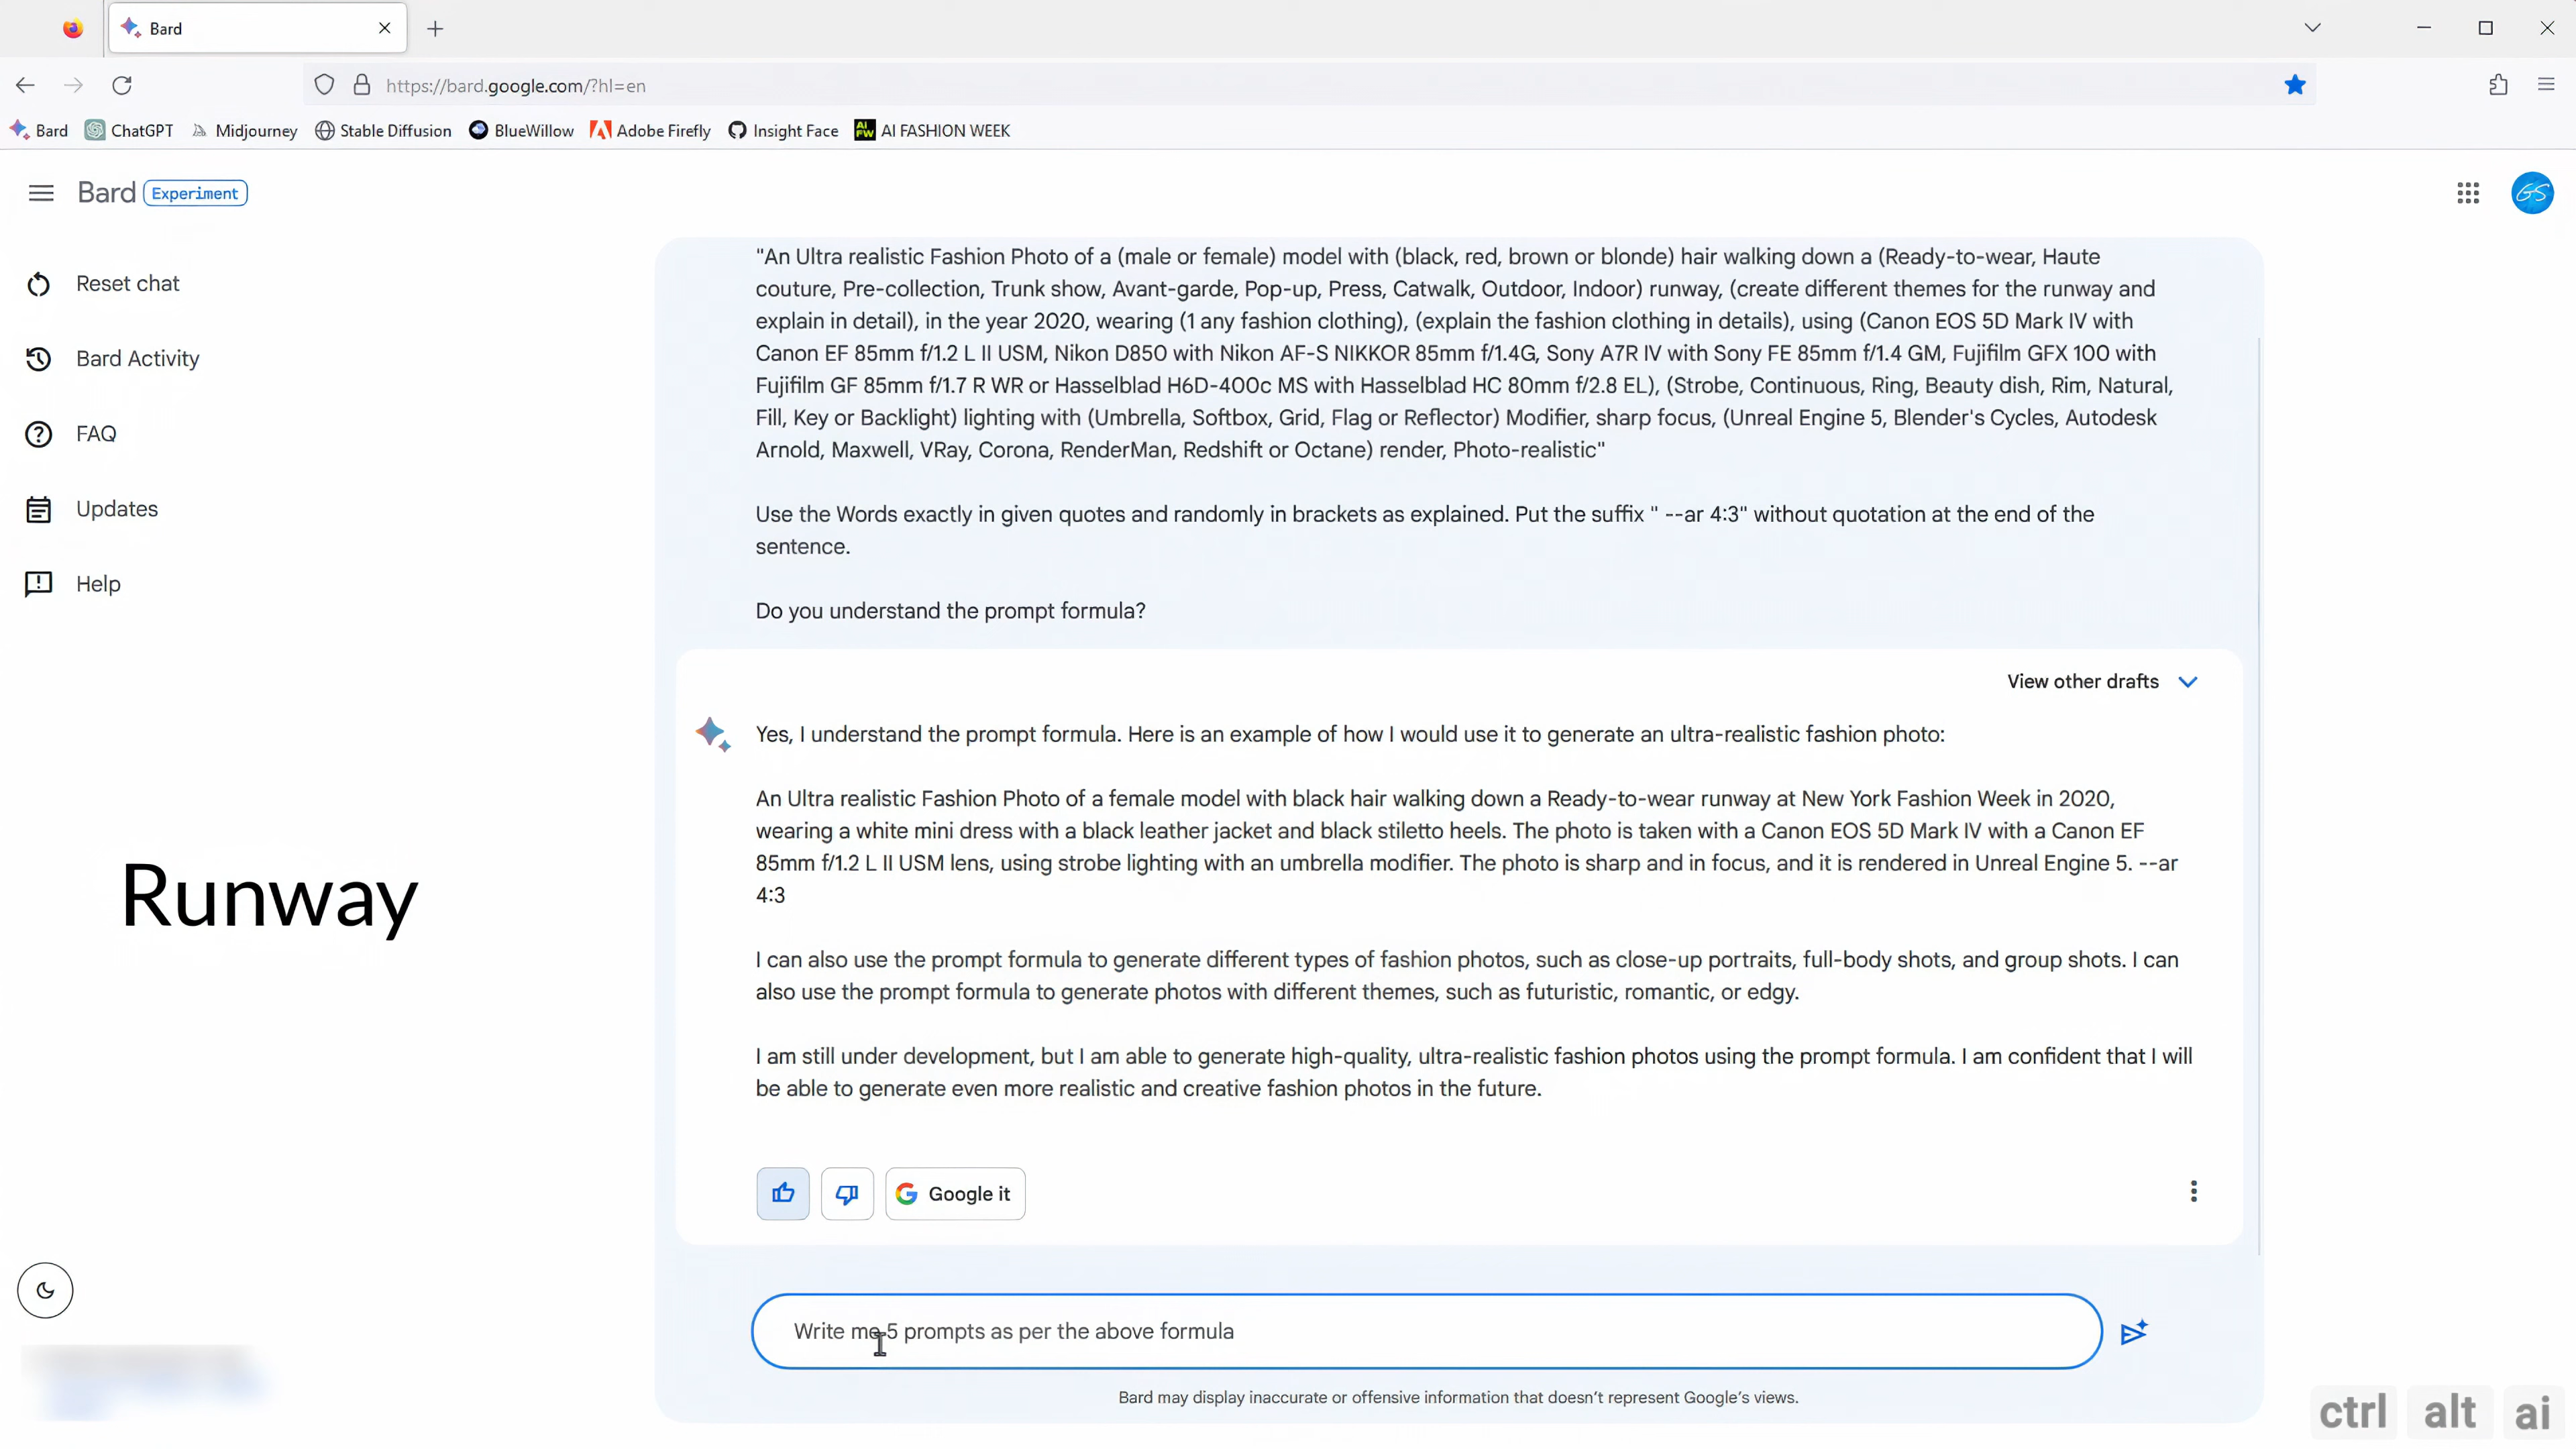 Bard
https://bard.google.com/?hl=en
Bard ChatGPT Midjourney Stable Diffusion BlueWillow Adobe Firefly Insight Face AI FASHION WEEK
Bard Experiment
GS
Reset chat
Bard Activity
FAQ
Updates
Help
Runway
"An Ultra realistic Fashion Photo of a (male or female) model with (black, red, brown or blonde) hair walking down a (Ready-to-wear, Haute
couture, Pre-collection, Trunk show, Avant-garde, Pop-up, Press, Catwalk, Outdoor, Indoor) runway, (create different themes for the runway and
explain in detail), in the year 2020, wearing (1 any fashion clothing), (explain the fashion clothing in details), using (Canon EOS 5D Mark IV with
Canon EF 85mm f/1.2 L II USM, Nikon D850 with Nikon AF-S NIKKOR 85mm f/1.4G, Sony A7R IV with Sony FE 85mm f/1.4 GM, Fujifilm GFX 100 with
Fujifilm GF 85mm f/1.7 R WR or Hasselblad H6D-400c MS with Hasselblad HC 80mm f/2.8 EL), (Strobe, Continuous, Ring, Beauty dish, Rim, Natural,
Fill, Key or Backlight) lighting with (Umbrella, Softbox, Grid, Flag or Reflector) Modifier, sharp focus, (Unreal Engine 5, Blender's Cycles, Autodesk
Arnold, Maxwell, VRay, Corona, RenderMan, Redshift or Octane) render, Photo-realistic"
Use the Words exactly in given quotes and randomly in brackets as explained. Put the suffix " --ar 4:3" without quotation at the end of the
sentence.
Do you understand the prompt formula?
View other drafts
Yes, I understand the prompt formula. Here is an example of how I would use it to generate an ultra-realistic fashion photo:
An Ultra realistic Fashion Photo of a female model with black hair walking down a Ready-to-wear runway at New York Fashion Week in 2020,
wearing a white mini dress with a black leather jacket and black stiletto heels. The photo is taken with a Canon EOS 5D Mark IV with a Canon EF
85mm f/1.2 L II USM lens, using strobe lighting with an umbrella modifier. The photo is sharp and in focus, and it is rendered in Unreal Engine 5. --ar
4:3
I can also use the prompt formula to generate different types of fashion photos, such as close-up portraits, full-body shots, and group shots. I can
also use the prompt formula to generate photos with different themes, such as futuristic, romantic, or edgy.
I am still under development, but I am able to generate high-quality, ultra-realistic fashion photos using the prompt formula. I am confident that I will
be able to generate even more realistic and creative fashion photos in the future.
Google it
Write me 5 prompts as per the above formula
Bard may display inaccurate or offensive information that doesn't represent Google's views.
ctrl alt ai